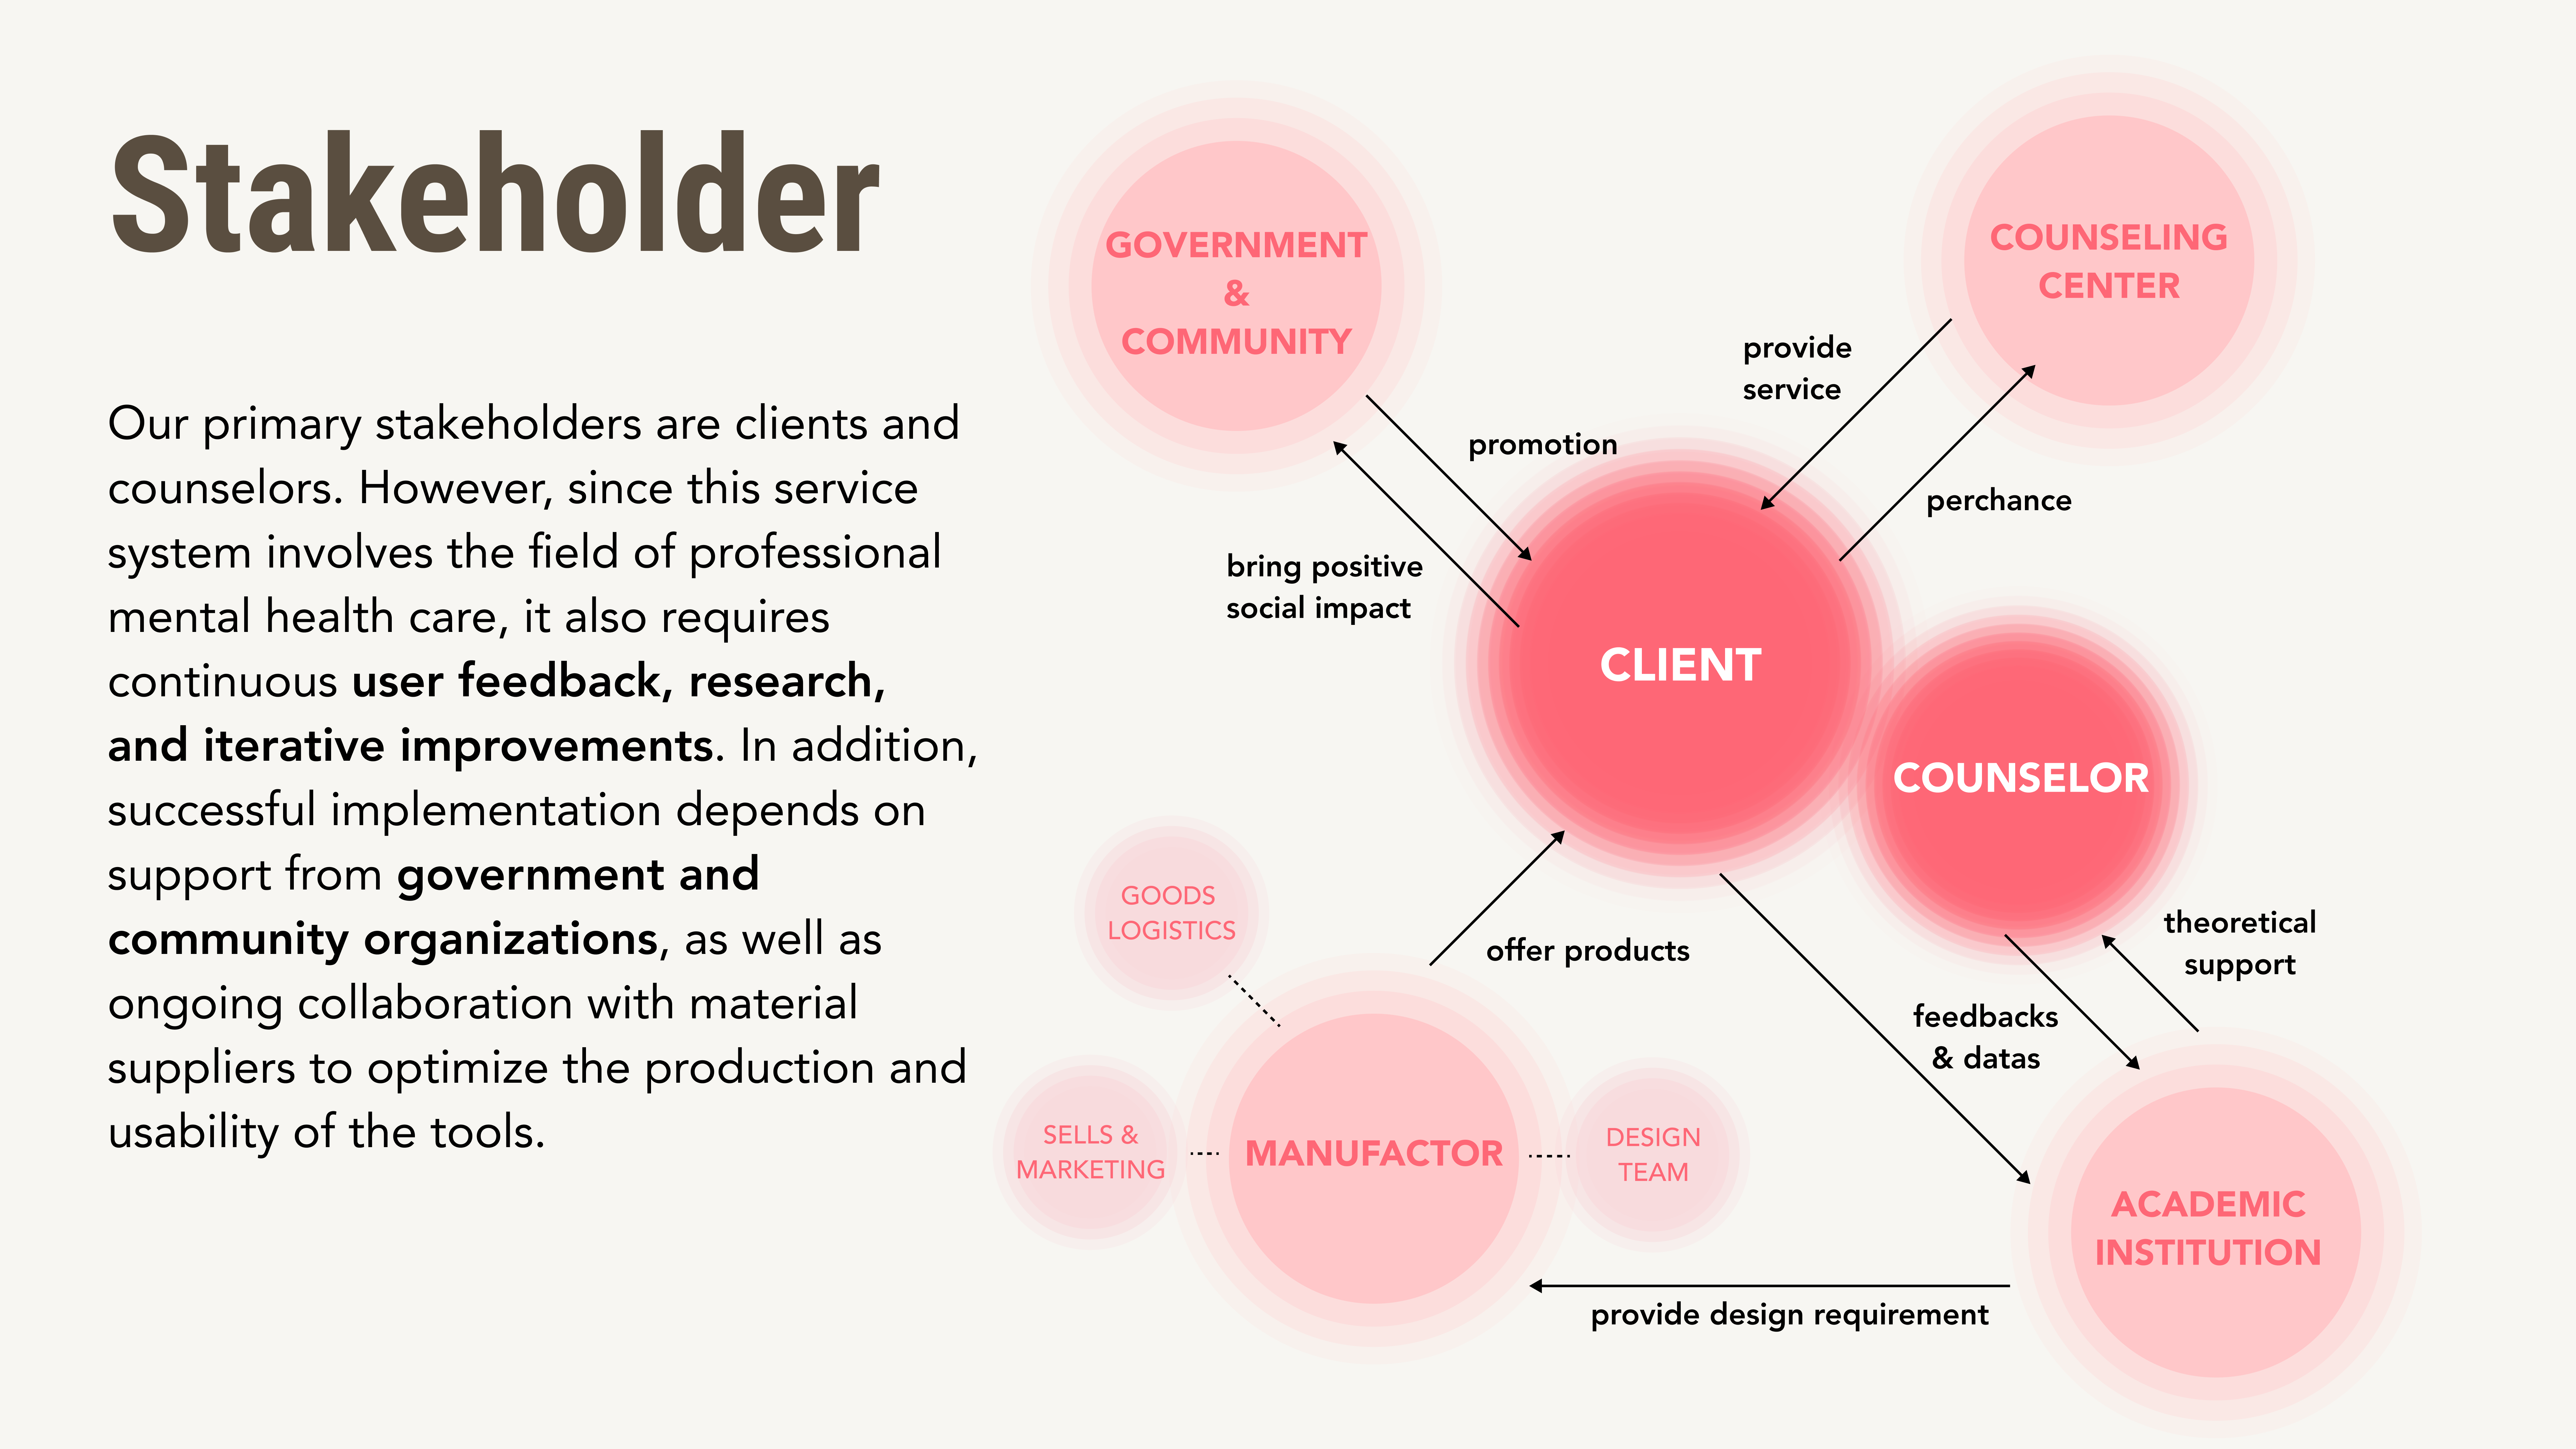 Stakeholder
Our primary stakeholders are clients and
counselors. However, since this service
system involves the field of professional
mental health care, it also requires
continuous user feedback, research,
and iterative improvements. In addition,
successful implementation depends on
support from government and
community organizations, as well as
ongoing collaboration with material
suppliers to optimize the production and
usability of the tools.
GOVERNMENT
&
COMMUNITY
COUNSELING
CENTER
provide
service
promotion
perchance
bring positive
social impact
CLIENT
COUNSELOR
GOODS
LOGISTICS
offer products
theoretical
support
feedbacks
& datas
SELLS &
MARKETING
MANUFACTOR
DESIGN
TEAM
ACADEMIC
INSTITUTION
provide design requirement